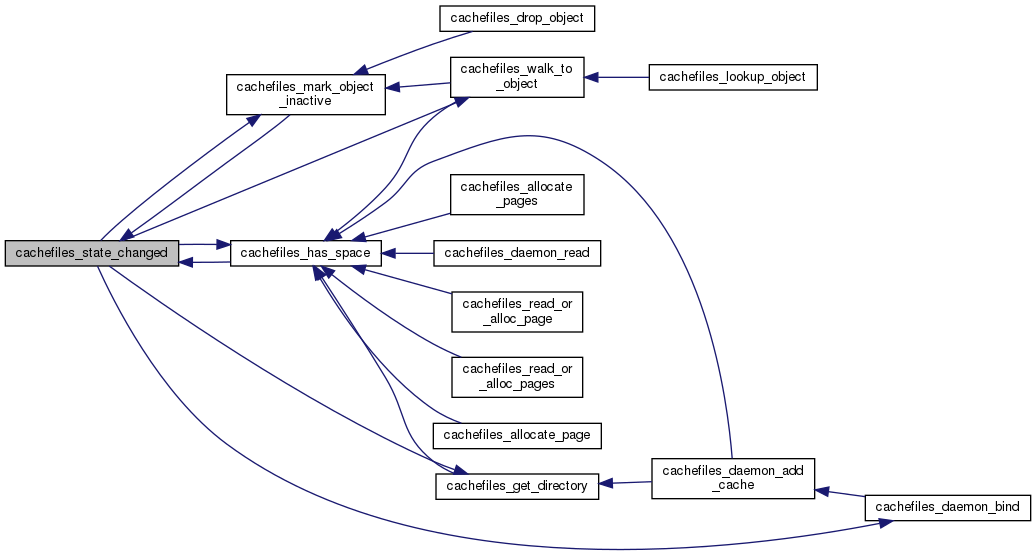 cachefiles_drop_object
cachefiles_walk_to
_object
cachefiles_lookup_object
cachefiles_mark_object
_inactive
cachefiles_allocate
_pages
cachefiles_state_changed
cachefiles_has_space
cachefiles_daemon_read
cachefiles_read_or
_alloc_page
cachefiles_read_or
_alloc_pages
cachefiles_allocate_page
cachefiles_get_directory
cachefiles_daemon_add
_cache
cachefiles_daemon_bind